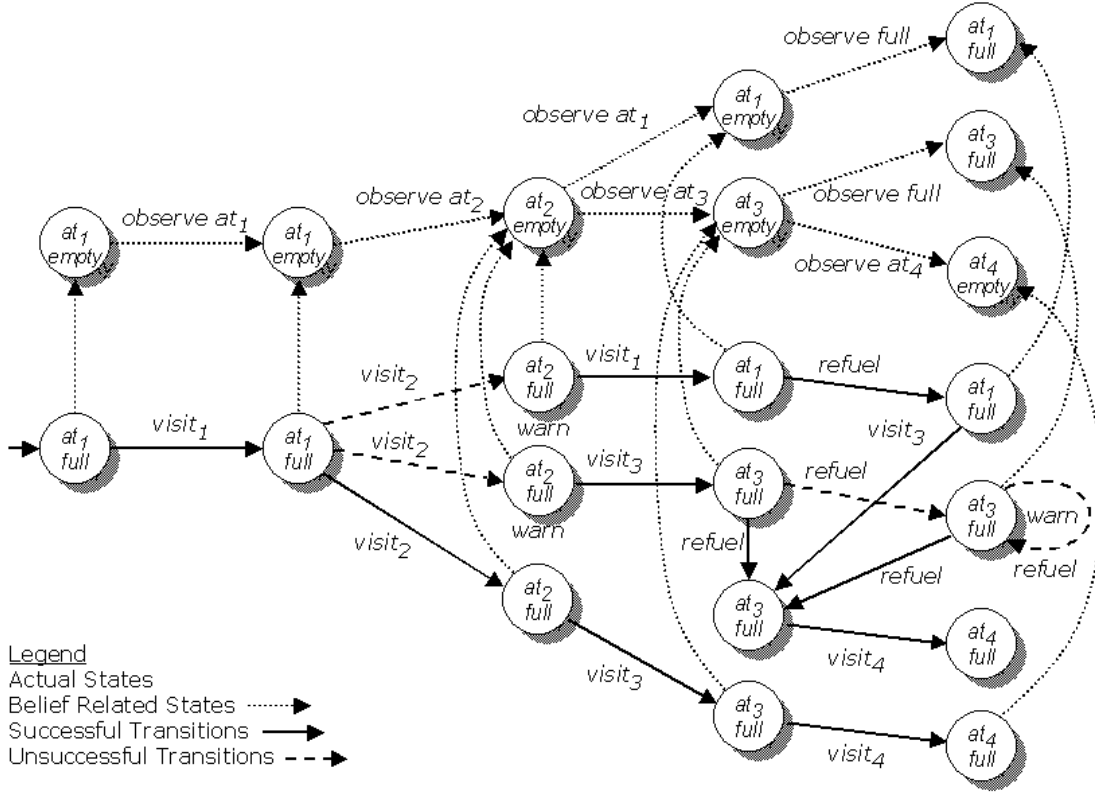 at1
full
observe full
at1
empty
observe at1
at3
full
observe at2
at2
empty
observe at3
at3
empty
observe full
observe at1
at1
empty
at1
empty
observe at4
at4
empty
at2
full
visit1
at1
full
refuel
at1
full
visit2
warn
at1
full
visit1
at1
full
visit2
visit3
at2
full
visit3
at3
full
refuel
at3
full
warn
warn
visit2
refuel
refuel
refuel
at2
full
at3
full
at4
full
visit4
Legend
visit3
Actual States
Belief Related States
at3
full
Successful Transitions
at4
full
Unsuccessful Transitions
visit4